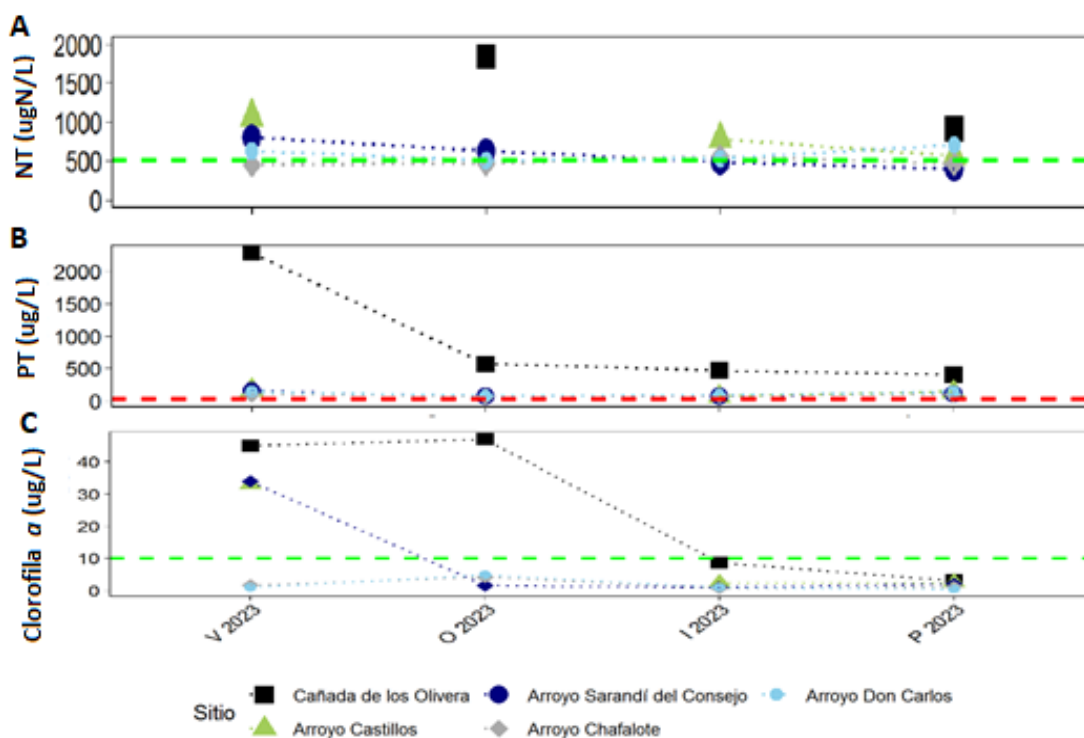 A
NT (ugN/L)
2000
1500
1000
500
0
B
PT (ug/L)
2000
1500
1000
500
0
C
Clorofila a (ug/L)
40
30
20
10
0
V 2023
O 2023
I 2023
P 2023
Sitio
Cañada de los Olivera
Arroyo Sarandí del Consejo
Arroyo Don Carlos
Arroyo Castillos
Arroyo Chafalote